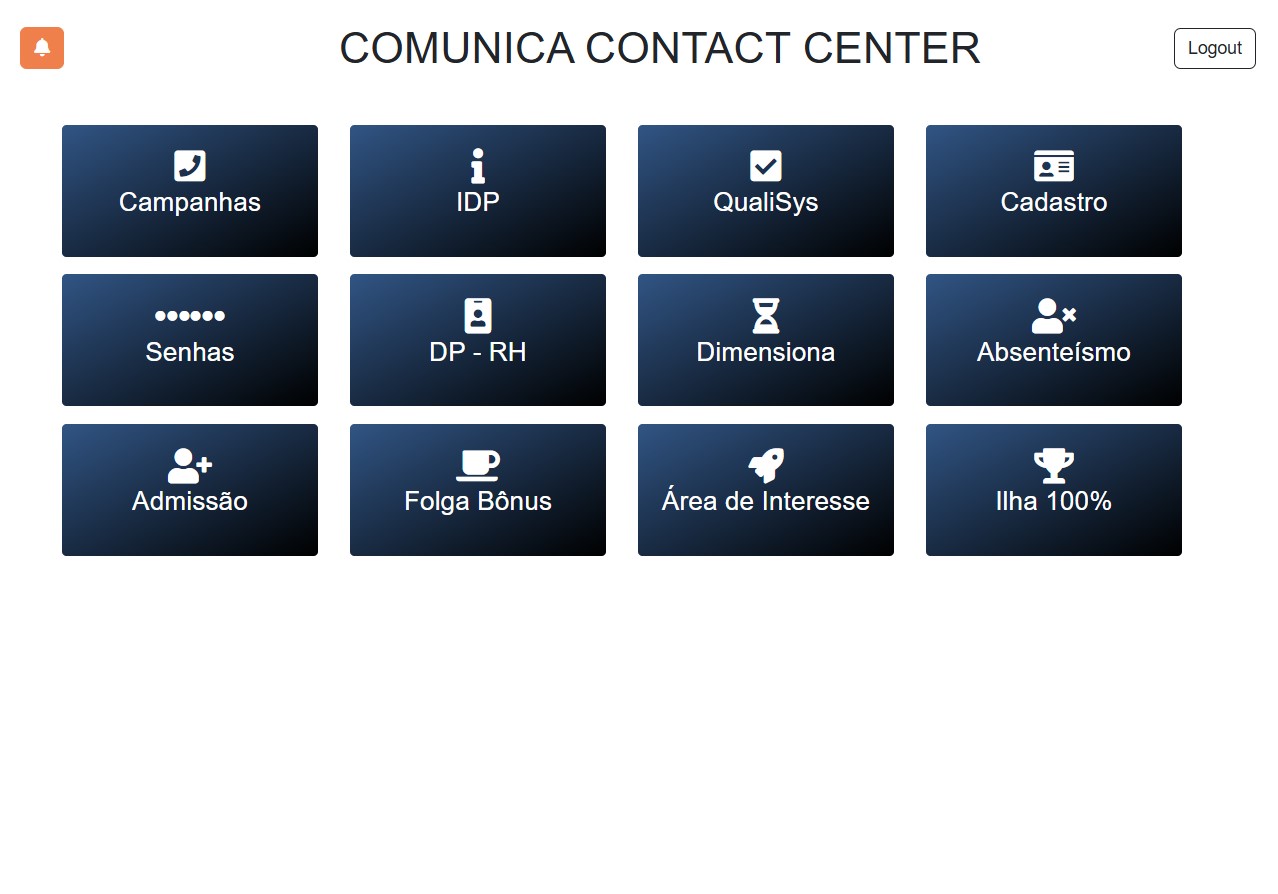 COMUNICA CONTACT CENTER
Logout
Campanhas
IDP
QualiSys
Cadastro
Senhas
DP - RH
Dimensiona
Absenteísmo
Admissão
Folga Bônus
Área de Interesse
Ilha 100%